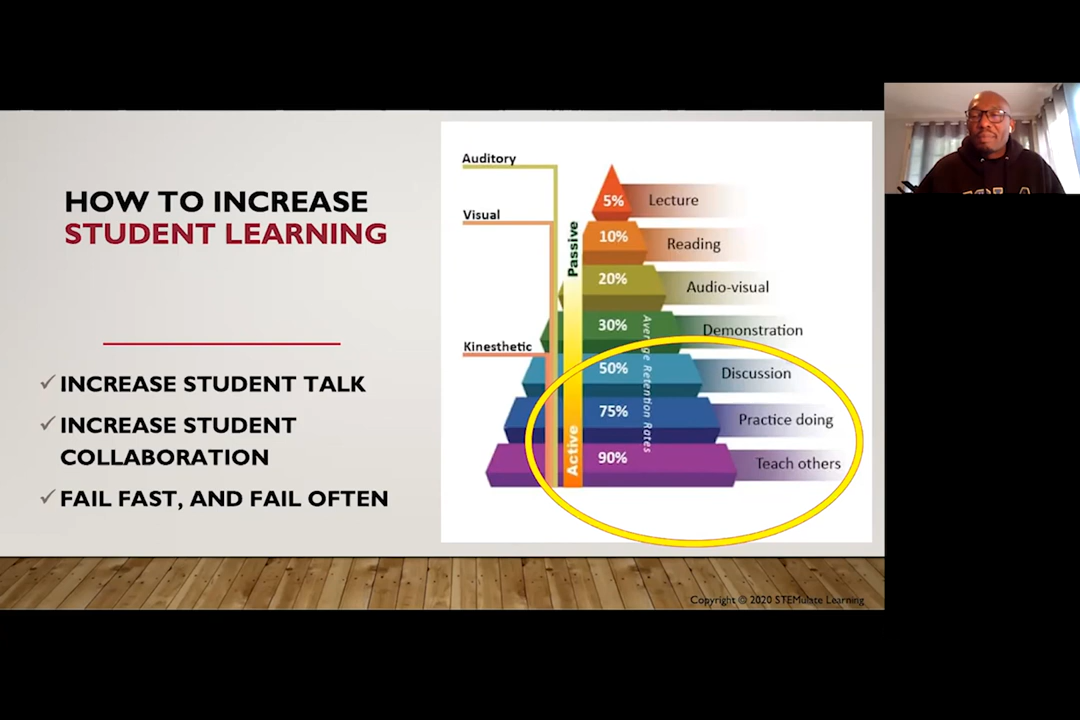 HOW TO INCREASE
STUDENT LEARNING
✓ INCREASE STUDENT TALK
✓ INCREASE STUDENT
COLLABORATION
✓ FAIL FAST, AND FAIL OFTEN
Auditory
Visual
Kinesthetic
Passive
Active
5% Lecture
10% Reading
20% Audio-visual
30% Demonstration
50% Discussion
75% Practice doing
90% Teach others
Average Retention Rates
Copyright © 2020 STEMulate Learning